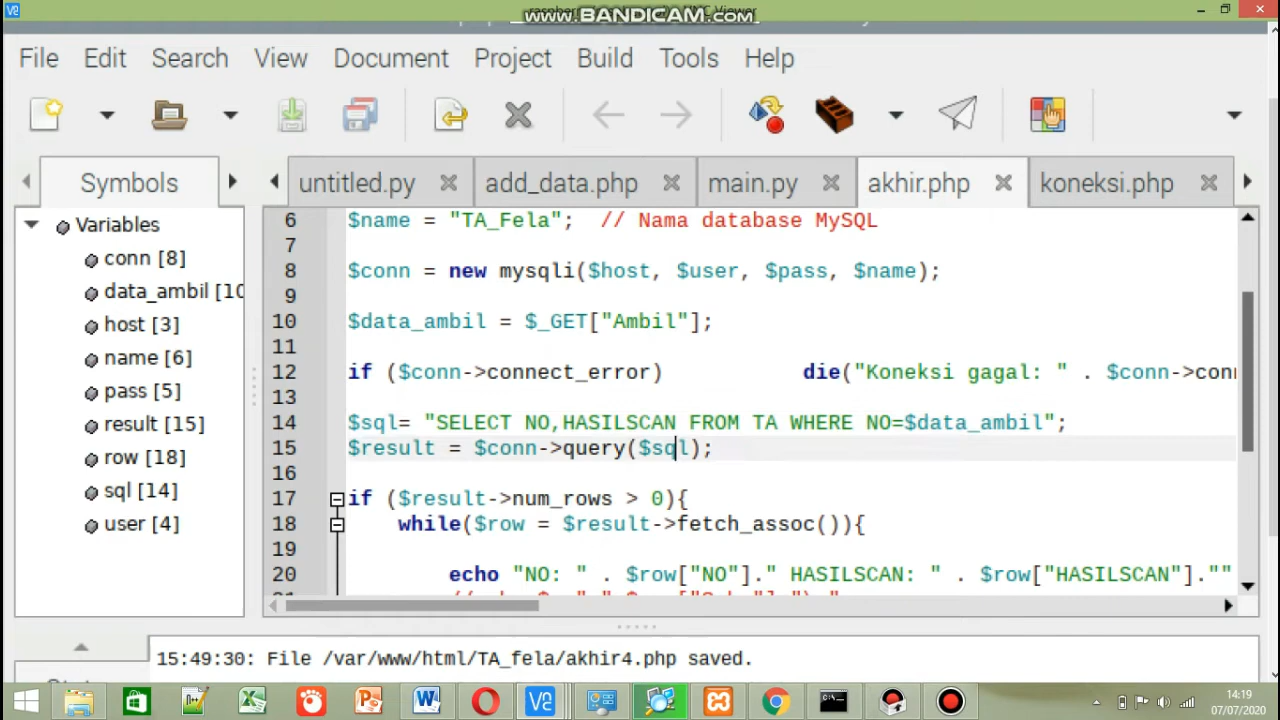 www.BANDICAM.com
File Edit Search View Document Project Build Tools Help
Symbols
untitled.py add_data.php main.py akhir.php koneksi.php
Variables
conn [8]
data_ambil [10
host [3]
name [6]
pass [5]
result [15]
row [18]
sql [14]
user [4]
6 $name = "TA_Fela"; // Nama database MySQL
7
8 $conn = new mysqli($host, $user, $pass, $name);
9
10 $data_ambil = $_GET["Ambil"];
11
12 if ($conn->connect_error) die("Koneksi gagal: " . $conn->con
13
14 $sql= "SELECT NO,HASILSCAN FROM TA WHERE NO=$data_ambil";
15 $result = $conn->query($sql);
16
17 if ($result->num_rows > 0){
18 while($row = $result->fetch_assoc()){
19
20 echo "NO: " . $row["NO"]." HASILSCAN: " . $row["HASILSCAN"].""
15:49:30: File /var/www/html/TA_fela/akhir4.php saved.
14:19
07/07/2020